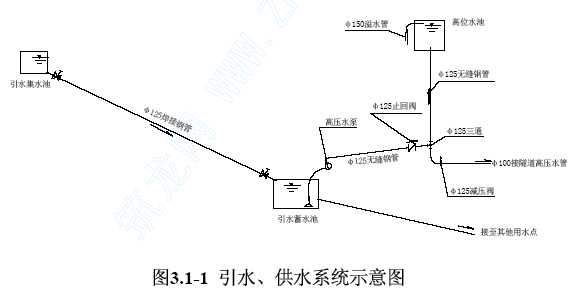 φ150溢水管
高位水池
引水集水池
φ125无缝钢管
φ125焊接钢管
φ125止回阀
高压水泵
φ125三通
φ125无缝钢管
φ100接隧道高压水管
φ125减压阀
引水蓄水池
接至其他用水点
筑龙网 WWW.
图3.1-1 引水、供水系统示意图